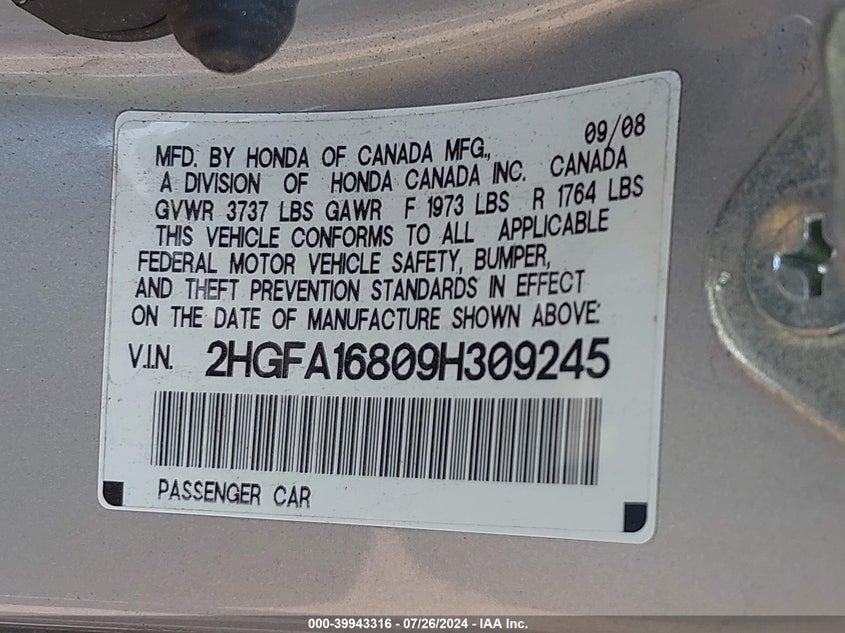 09/08
MFD. BY HONDA OF CANADA MFG.,
A DIVISION OF HONDA CANADA INC. CANADA
GVWR 3737 LBS GAWR F 1973 LBS R 1764 LBS
THIS VEHICLE CONFORMS TO ALL APPLICABLE
FEDERAL MOTOR VEHICLE SAFETY, BUMPER,
AND THEFT PREVENTION STANDARDS IN EFFECT
ON THE DATE OF MANUFACTURE SHOWN ABOVE:
V.I.N. 2HGFA16809H309245
PASSENGER CAR
000-39943316 - 07/26/2024 - IAA Inc.